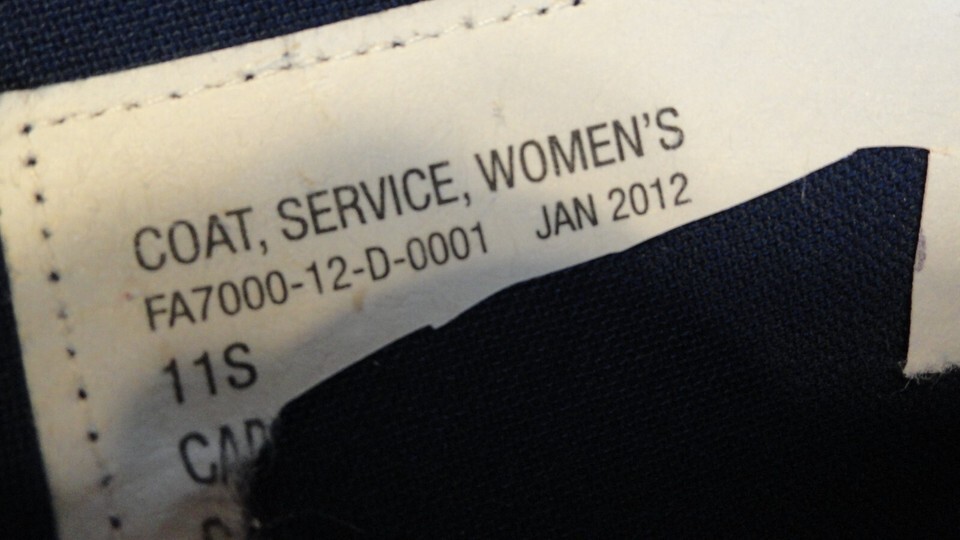 COAT, SERVICE, WOMEN'S
FA7000-12-D-0001 JAN 2012
11S